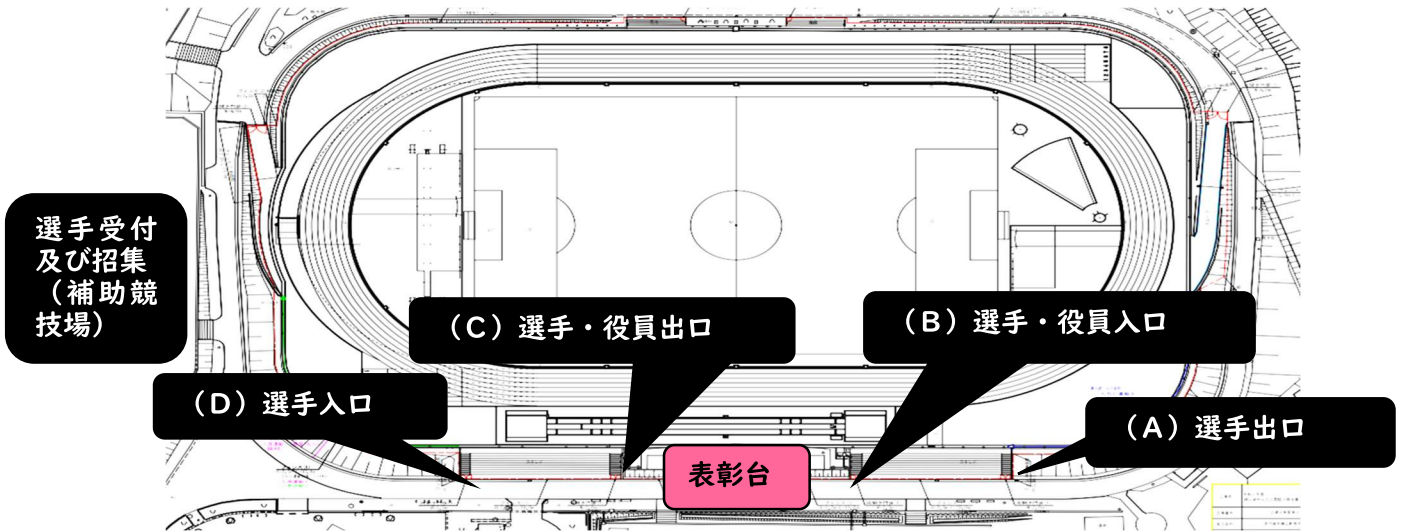 選手受付
及び招集
（補助競
技場）
（C）選手・役員出口
（B）選手・役員入口
（D）選手入口
（A）選手出口
表彰台